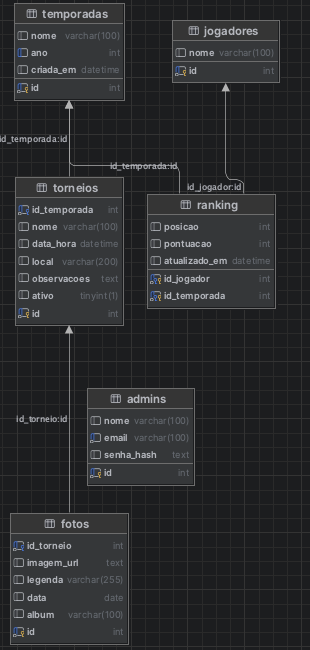 temporadas
nome varchar(100)
ano int
criada_em datetime
id int
jogadores
nome varchar(100)
id int
id_temporada:id
id_temporada:id
id_jogador:id
torneios
id_temporada int
nome varchar(100)
data_hora datetime
local varchar(200)
observacoes text
ativo tinyint(1)
id int
ranking
posicao int
pontuacao int
atualizado_em datetime
id_jogador int
id_temporada int
id_torneio:id
admins
nome varchar(100)
email varchar(100)
senha_hash text
id int
fotos
id_torneio int
imagem_url text
legenda varchar(255)
data date
album varchar(100)
id int